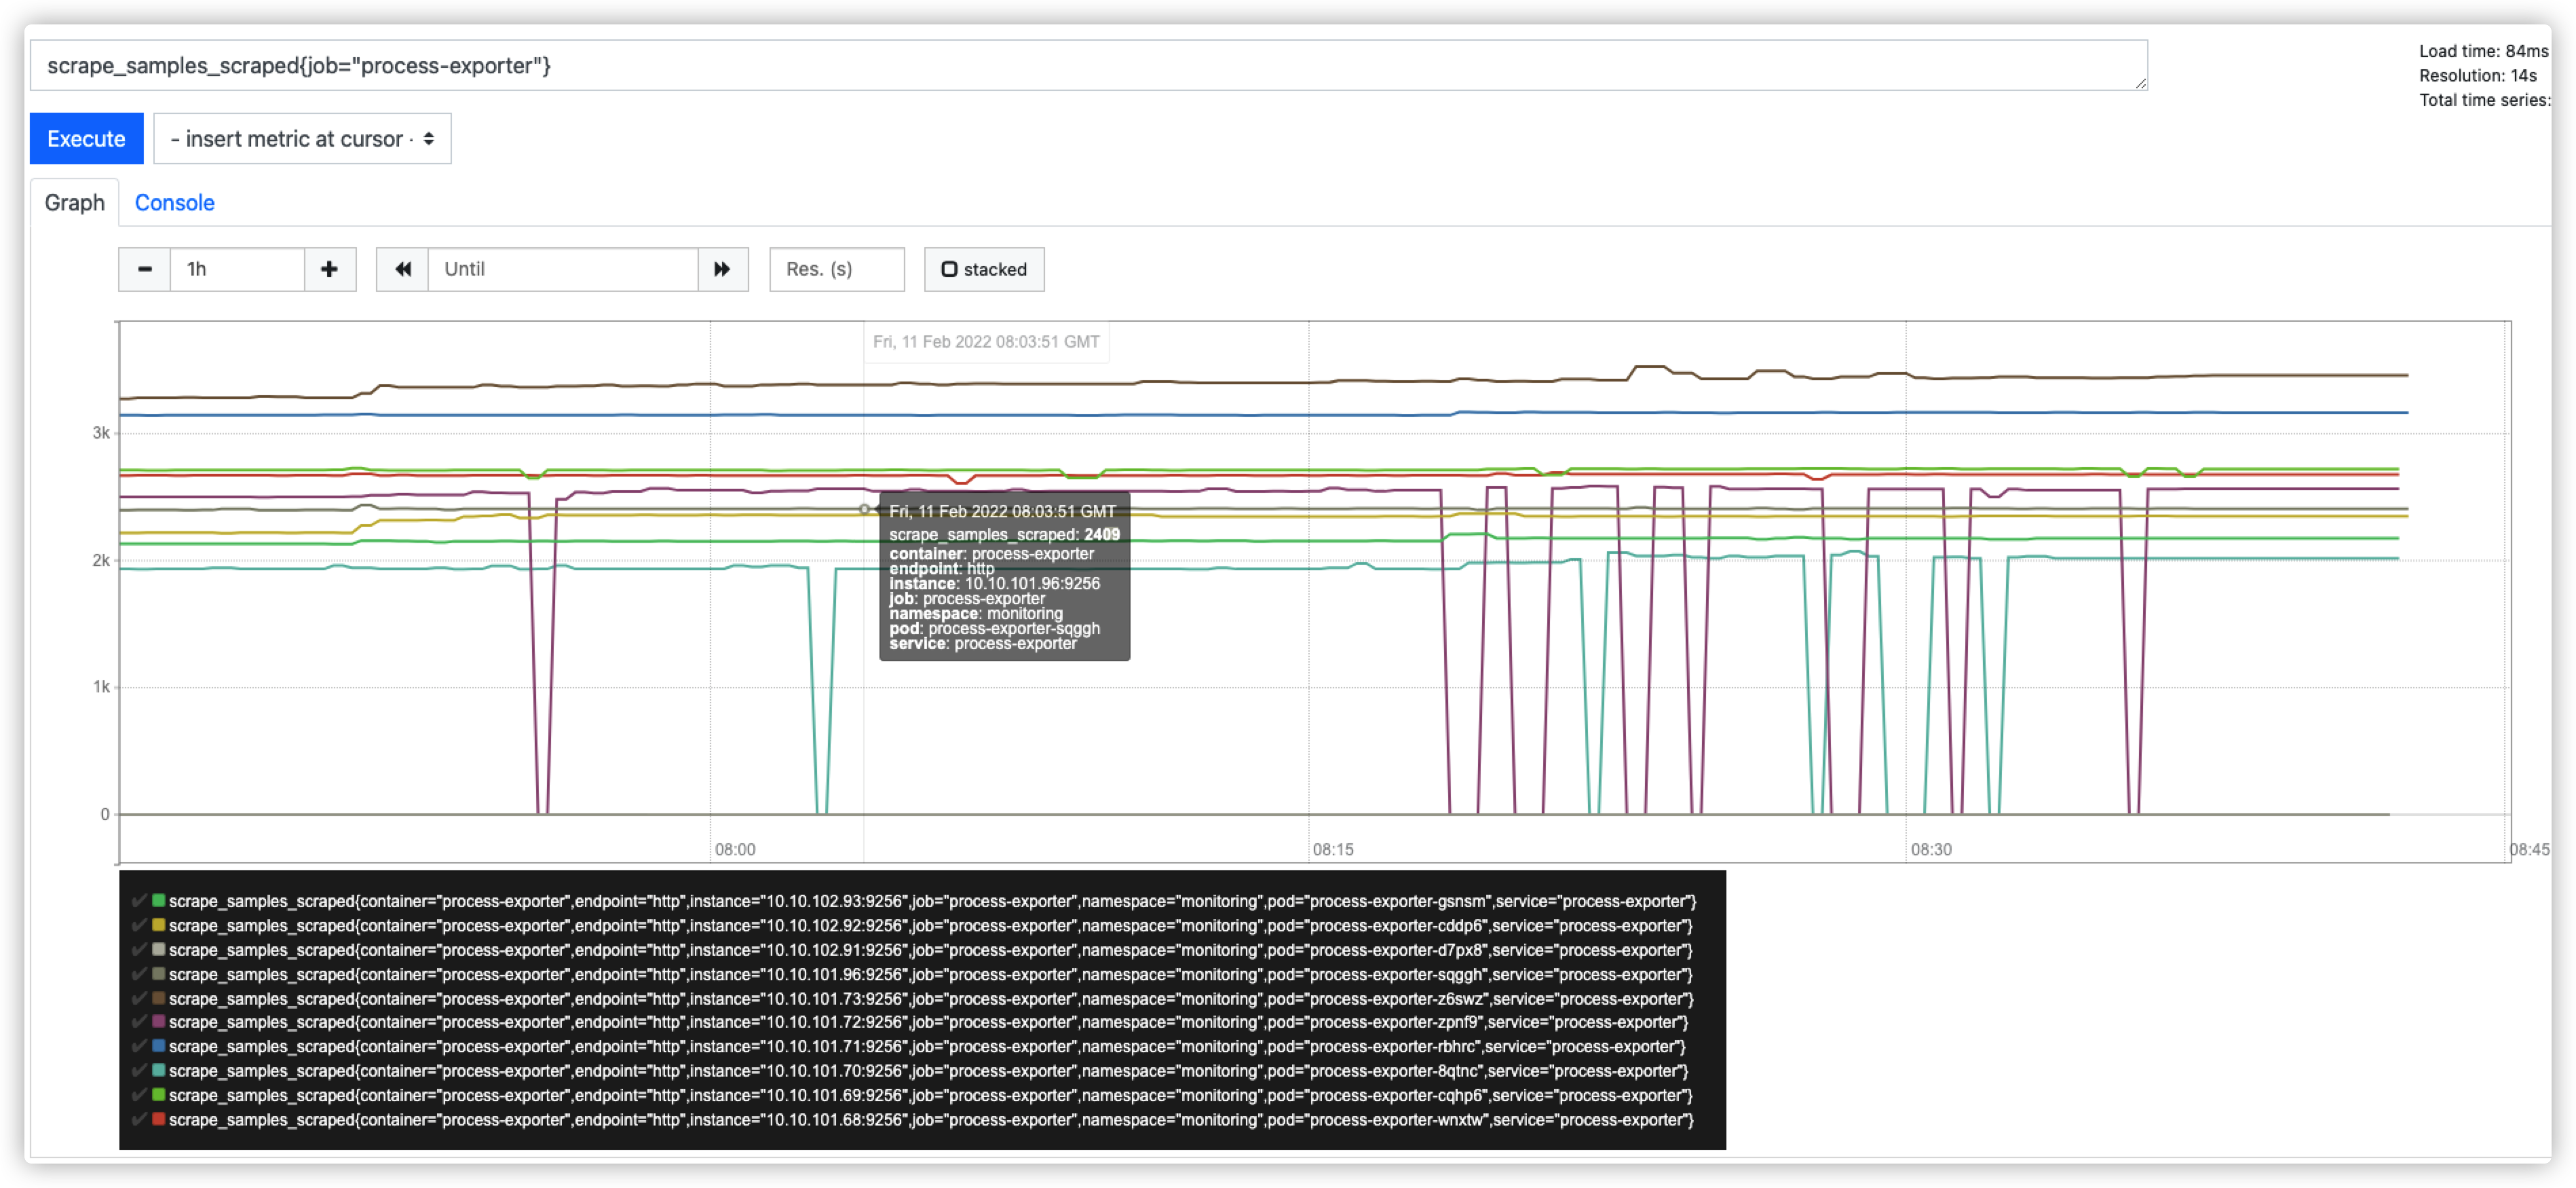 scrape_samples_scraped{job="process-exporter"}
Load time: 84ms
Resolution: 14s
Total time series:
Execute
- insert metric at cursor -
Graph
Console
1h
Until
Res. (s)
stacked
Fri, 11 Feb 2022 08:03:51 GMT
3k
2k
1k
0
Fri, 11 Feb 2022 08:03:51 GMT
scrape_samples_scraped: 2409
container: process-exporter
endpoint: http
instance: 10.10.101.96:9256
job: process-exporter
namespace: monitoring
pod: process-exporter-sqggh
service: process-exporter
08:00
08:15
08:30
08:45
scrape_samples_scraped{container="process-exporter",endpoint="http",instance="10.10.102.93:9256",job="process-exporter",namespace="monitoring",pod="process-exporter-gsnsm",service="process-exporter"}
scrape_samples_scraped{container="process-exporter",endpoint="http",instance="10.10.102.92:9256",job="process-exporter",namespace="monitoring",pod="process-exporter-cddp6",service="process-exporter"}
scrape_samples_scraped{container="process-exporter",endpoint="http",instance="10.10.102.91:9256",job="process-exporter",namespace="monitoring",pod="process-exporter-d7px8",service="process-exporter"}
scrape_samples_scraped{container="process-exporter",endpoint="http",instance="10.10.101.96:9256",job="process-exporter",namespace="monitoring",pod="process-exporter-sqggh",service="process-exporter"}
scrape_samples_scraped{container="process-exporter",endpoint="http",instance="10.10.101.73:9256",job="process-exporter",namespace="monitoring",pod="process-exporter-z6swz",service="process-exporter"}
scrape_samples_scraped{container="process-exporter",endpoint="http",instance="10.10.101.72:9256",job="process-exporter",namespace="monitoring",pod="process-exporter-zpnf9",service="process-exporter"}
scrape_samples_scraped{container="process-exporter",endpoint="http",instance="10.10.101.71:9256",job="process-exporter",namespace="monitoring",pod="process-exporter-rbhrc",service="process-exporter"}
scrape_samples_scraped{container="process-exporter",endpoint="http",instance="10.10.101.70:9256",job="process-exporter",namespace="monitoring",pod="process-exporter-8qtnc",service="process-exporter"}
scrape_samples_scraped{container="process-exporter",endpoint="http",instance="10.10.101.69:9256",job="process-exporter",namespace="monitoring",pod="process-exporter-cqhp6",service="process-exporter"}
scrape_samples_scraped{container="process-exporter",endpoint="http",instance="10.10.101.68:9256",job="process-exporter",namespace="monitoring",pod="process-exporter-wnxtw",service="process-exporter"}